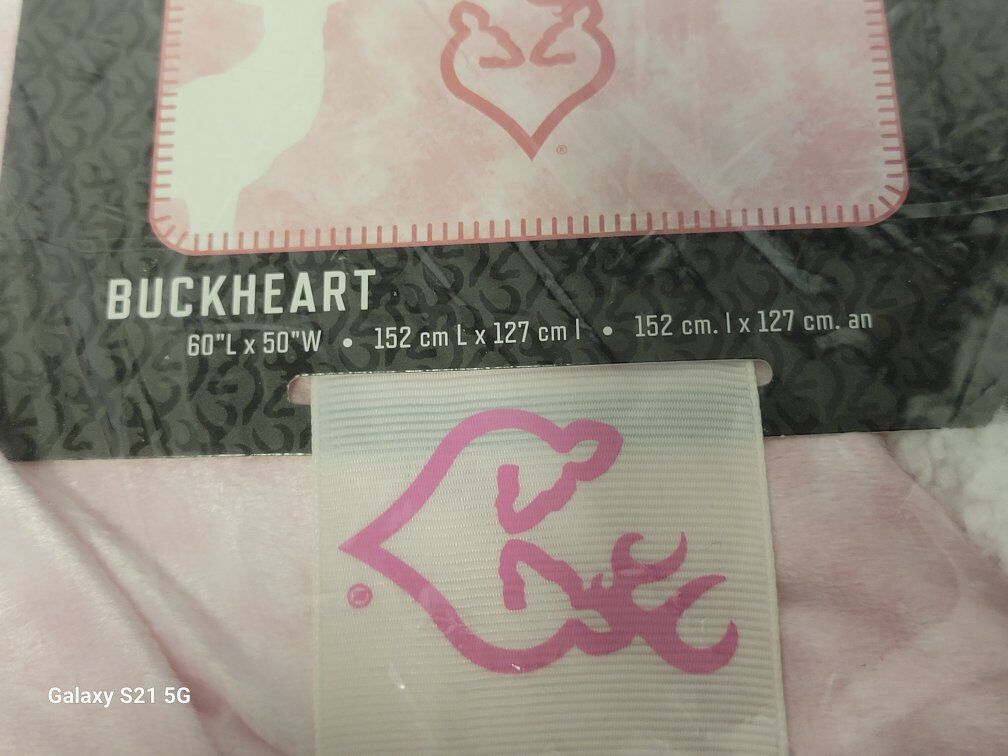 ®
BUCKHEART
60"L x 50"W • 152 cm L x 127 cm l • 152 cm. l x 127 cm. an
®
Galaxy S21 5G